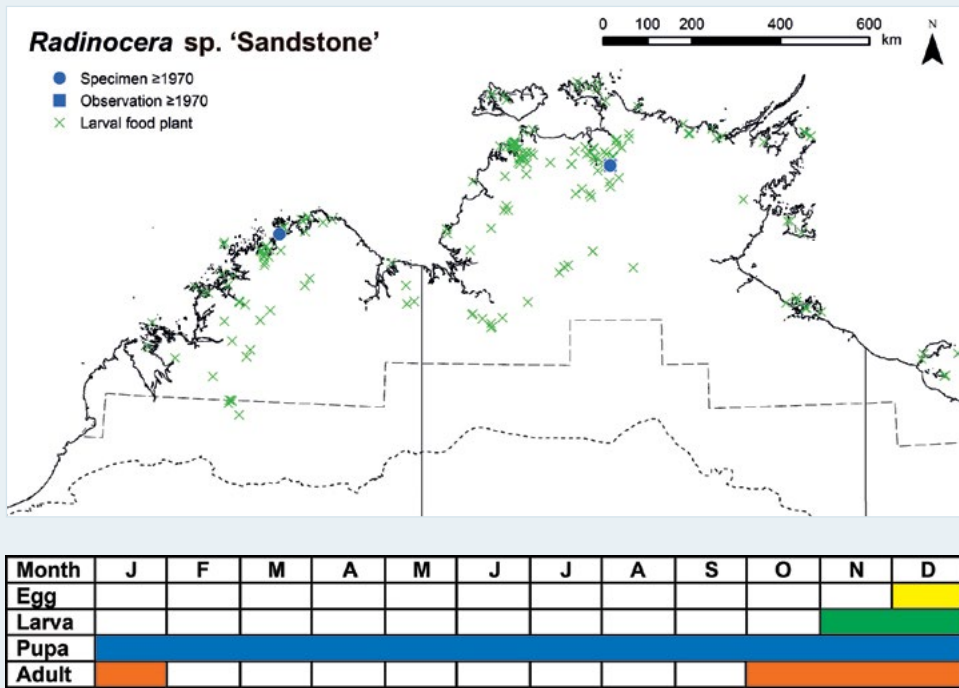 Radinocera sp. ‘Sandstone’
0 100 200 400 600
km
N
Specimen ≥1970
Observation ≥1970
Larval food plant
Month J F M A M J J A S O N D
Egg
Larva
Pupa
Adult